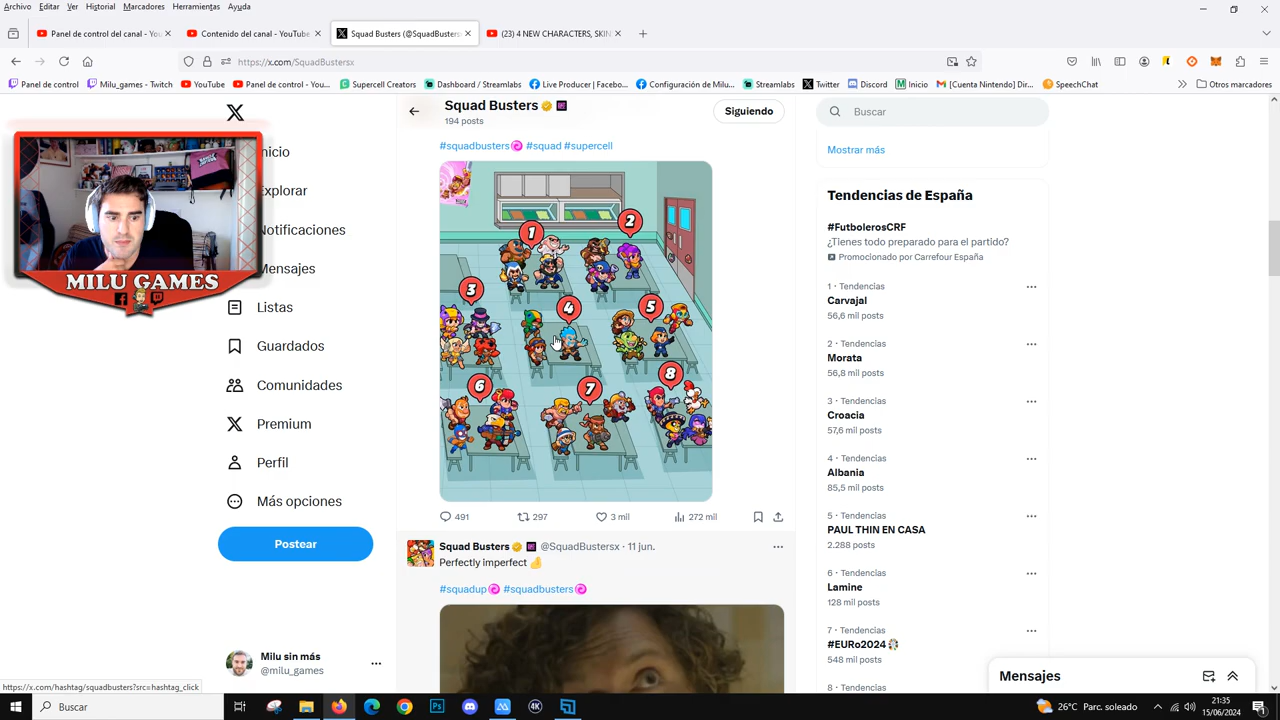 Archivo Editar Ver Historial Marcadores Herramientas Ayuda
Panel de control del canal - You
Contenido del canal - YouTube
Squad Busters (@SquadBustersx
(23) 4 NEW CHARACTERS, SKIN
https://x.com/SquadBustersx
Panel de control
Milu_games - Twitch
YouTube
Panel de control - You...
Supercell Creators
Dashboard / Streamlabs
Live Producer | Facebo...
Configuración de Milu...
Streamlabs
Twitter
Discord
Inicio
[Cuenta Nintendo] Dir...
SpeechChat
Otros marcadores
Squad Busters
194 posts
Siguiendo
Buscar
#squadbusters #squad #supercell
Mostrar más
Inicio
Explorar
Notificaciones
Mensajes
Listas
Guardados
Comunidades
Premium
Perfil
Más opciones
Postear
MILU GAMES
1
2
3
4
5
6
7
8
491
297
3 mil
272 mil
Squad Busters @SquadBustersx · 11 jun.
Perfectly imperfect
#squadup #squadbusters
Tendencias de España
#FutbolerosCRF
¿Tienes todo preparado para el partido?
Promocionado por Carrefour España
1 · Tendencias
Carvajal
56,6 mil posts
2 · Tendencias
Morata
56,8 mil posts
3 · Tendencias
Croacia
57,6 mil posts
4 · Tendencias
Albania
85,5 mil posts
5 · Tendencias
PAUL THIN EN CASA
2.288 posts
6 · Tendencias
Lamine
128 mil posts
7 · Tendencias
#EURo2024
548 mil posts
8 · Tendencias
Mensajes
Milu sin más
@milu_games
https://x.com/hashtag/squadbusters?src=hashtag_click
Buscar
26°C Parc. soleado
21:35
15/06/2024